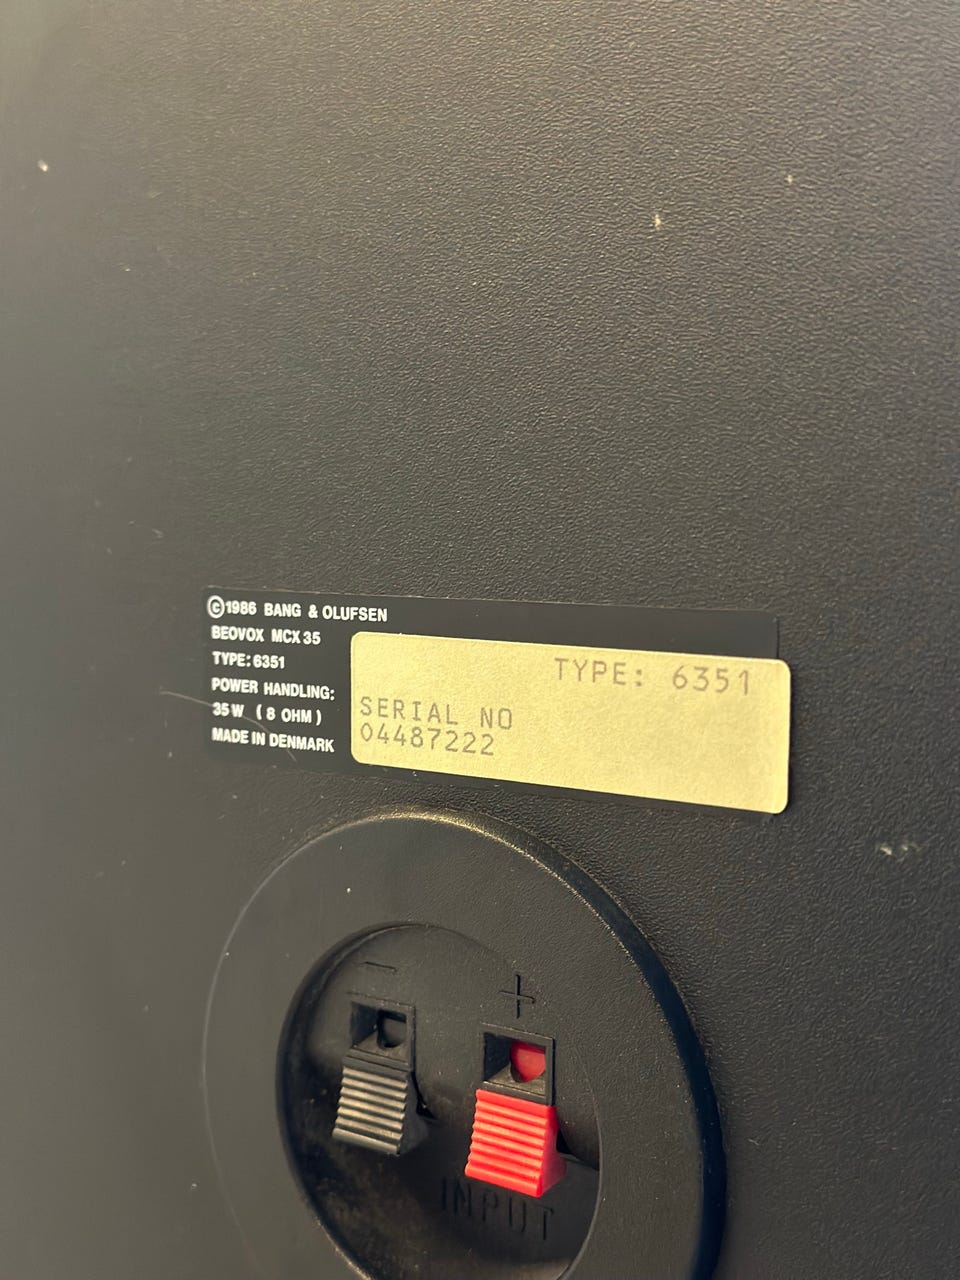 ©1986 BANG & OLUFSEN
BEOVOX MCX 35
TYPE:6351
POWER HANDLING:
35W (8 OHM)
MADE IN DENMARK
TYPE: 6351
SERIAL NO
04487222
− +
INPUT